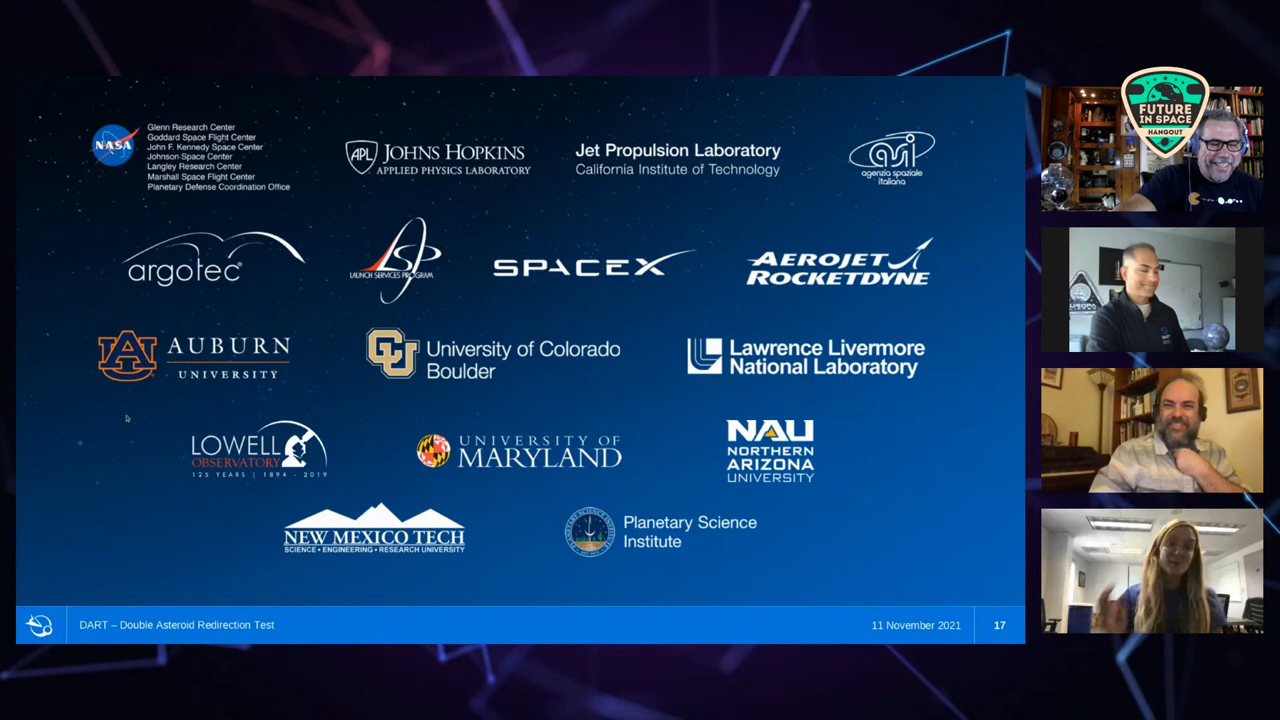 NASA
Glenn Research Center
Goddard Space Flight Center
John F. Kennedy Space Center
Johnson Space Center
Langley Research Center
Marshall Space Flight Center
Planetary Defense Coordination Office
APL
JOHNS HOPKINS
APPLIED PHYSICS LABORATORY
Jet Propulsion Laboratory
California Institute of Technology
asi
agenzia spaziale
italiana
argotec®
LSP
LAUNCH SERVICES PROGRAM
SPACEX
AEROJET
ROCKETDYNE
AU
AUBURN
UNIVERSITY
CU
University of Colorado
Boulder
Lawrence Livermore
National Laboratory
LOWELL
OBSERVATORY
125 YEARS | 1894 - 2019
UNIVERSITY OF
MARYLAND
NAU
NORTHERN
ARIZONA
UNIVERSITY
NEW MEXICO TECH
SCIENCE • ENGINEERING • RESEARCH UNIVERSITY
Planetary Science
Institute
DART – Double Asteroid Redirection Test
11 November 2021
17
FUTURE
IN SPACE
HANGOUT
EUROPA